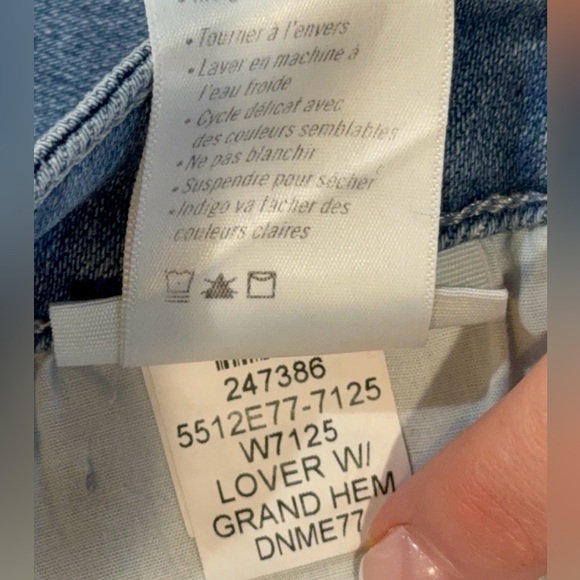 • Tourner à l'envers
• Laver en machine à
l'eau froide
• Cycle délicat avec
des couleurs semblables
• Ne pas blanchir
• Suspendre pour sécher
• Indigo va tacher des
couleurs claires
247386
5512E77-7125
W7125
LOVER W/
GRAND HEM
DNME77